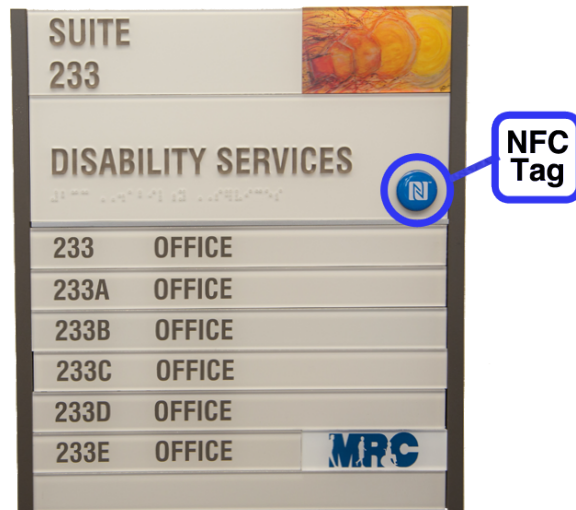 SUITE
233
DISABILITY SERVICES
NFC
Tag
233 OFFICE
233A OFFICE
233B OFFICE
233C OFFICE
233D OFFICE
233E OFFICE MRC